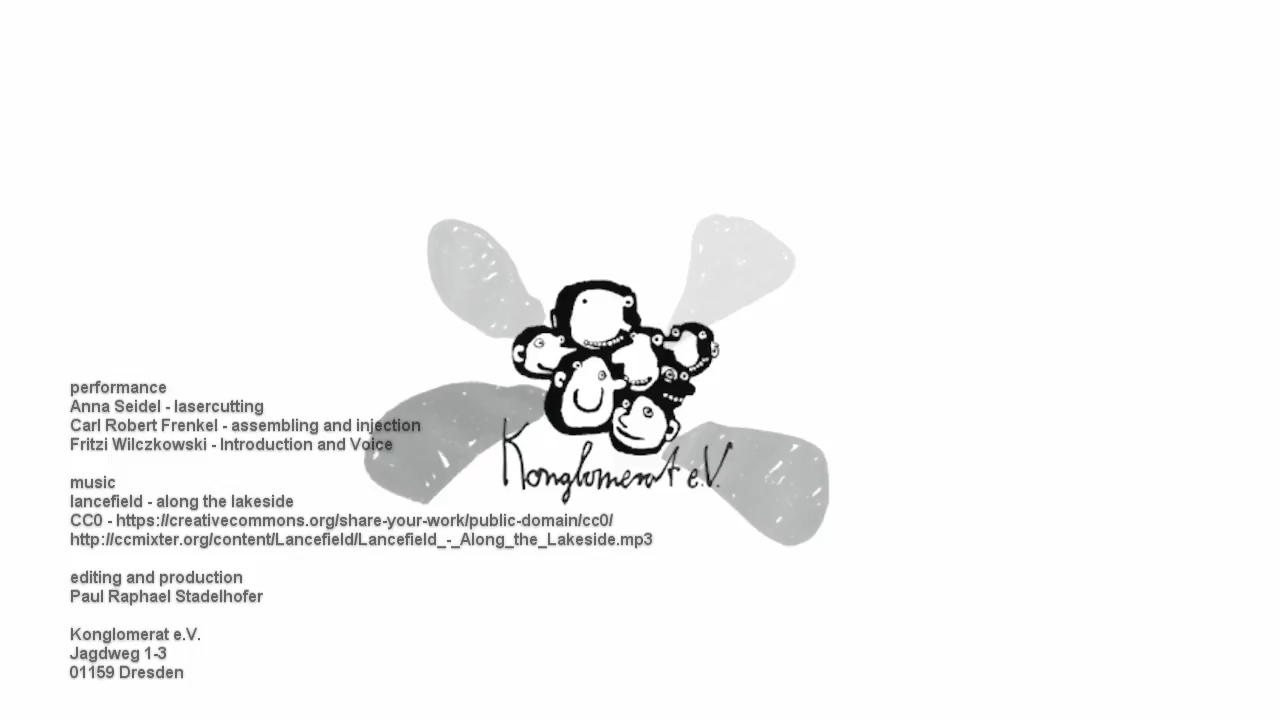 performance
Anna Seidel - lasercutting
Carl Robert Frenkel - assembling and injection
Fritzi Wilczkowski - Introduction and Voice
music
lancefield - along the lakeside
CC0 - https://creativecommons.org/share-your-work/public-domain/cc0/
http://ccmixter.org/content/Lancefield/Lancefield_-_Along_the_Lakeside.mp3
editing and production
Paul Raphael Stadelhofer
Konglomerat e.V.
Jagdweg 1-3
01159 Dresden
Konglomerat e.V.